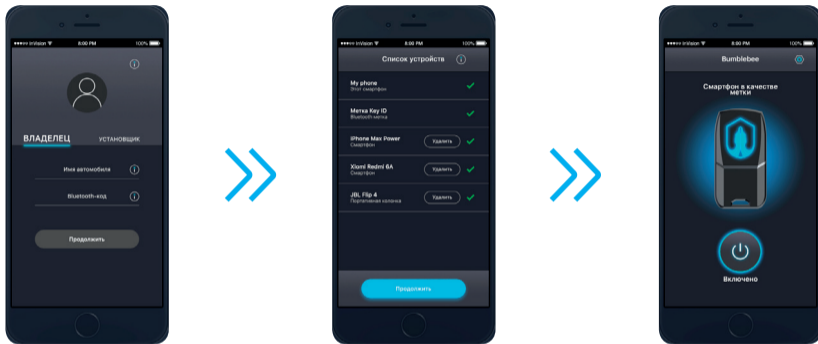 InVision 8:00 PM 100%
ВЛАДЕЛЕЦ УСТАНОВЩИК
Имя автомобиля
Bluetooth-код
Продолжить
InVision 8:00 PM 100%
Список устройств
My phone
Этот смартфон
Метка Key ID
Bluetooth-метка
iPhone Max Power
Смартфон
Удалить
Xiomi Redmi 6A
Смартфон
Удалить
JBL Flip 4
Портативная колонка
Удалить
Продолжить
InVision 8:00 PM 100%
Bumblebee
Смартфон в качестве
метки
Включено